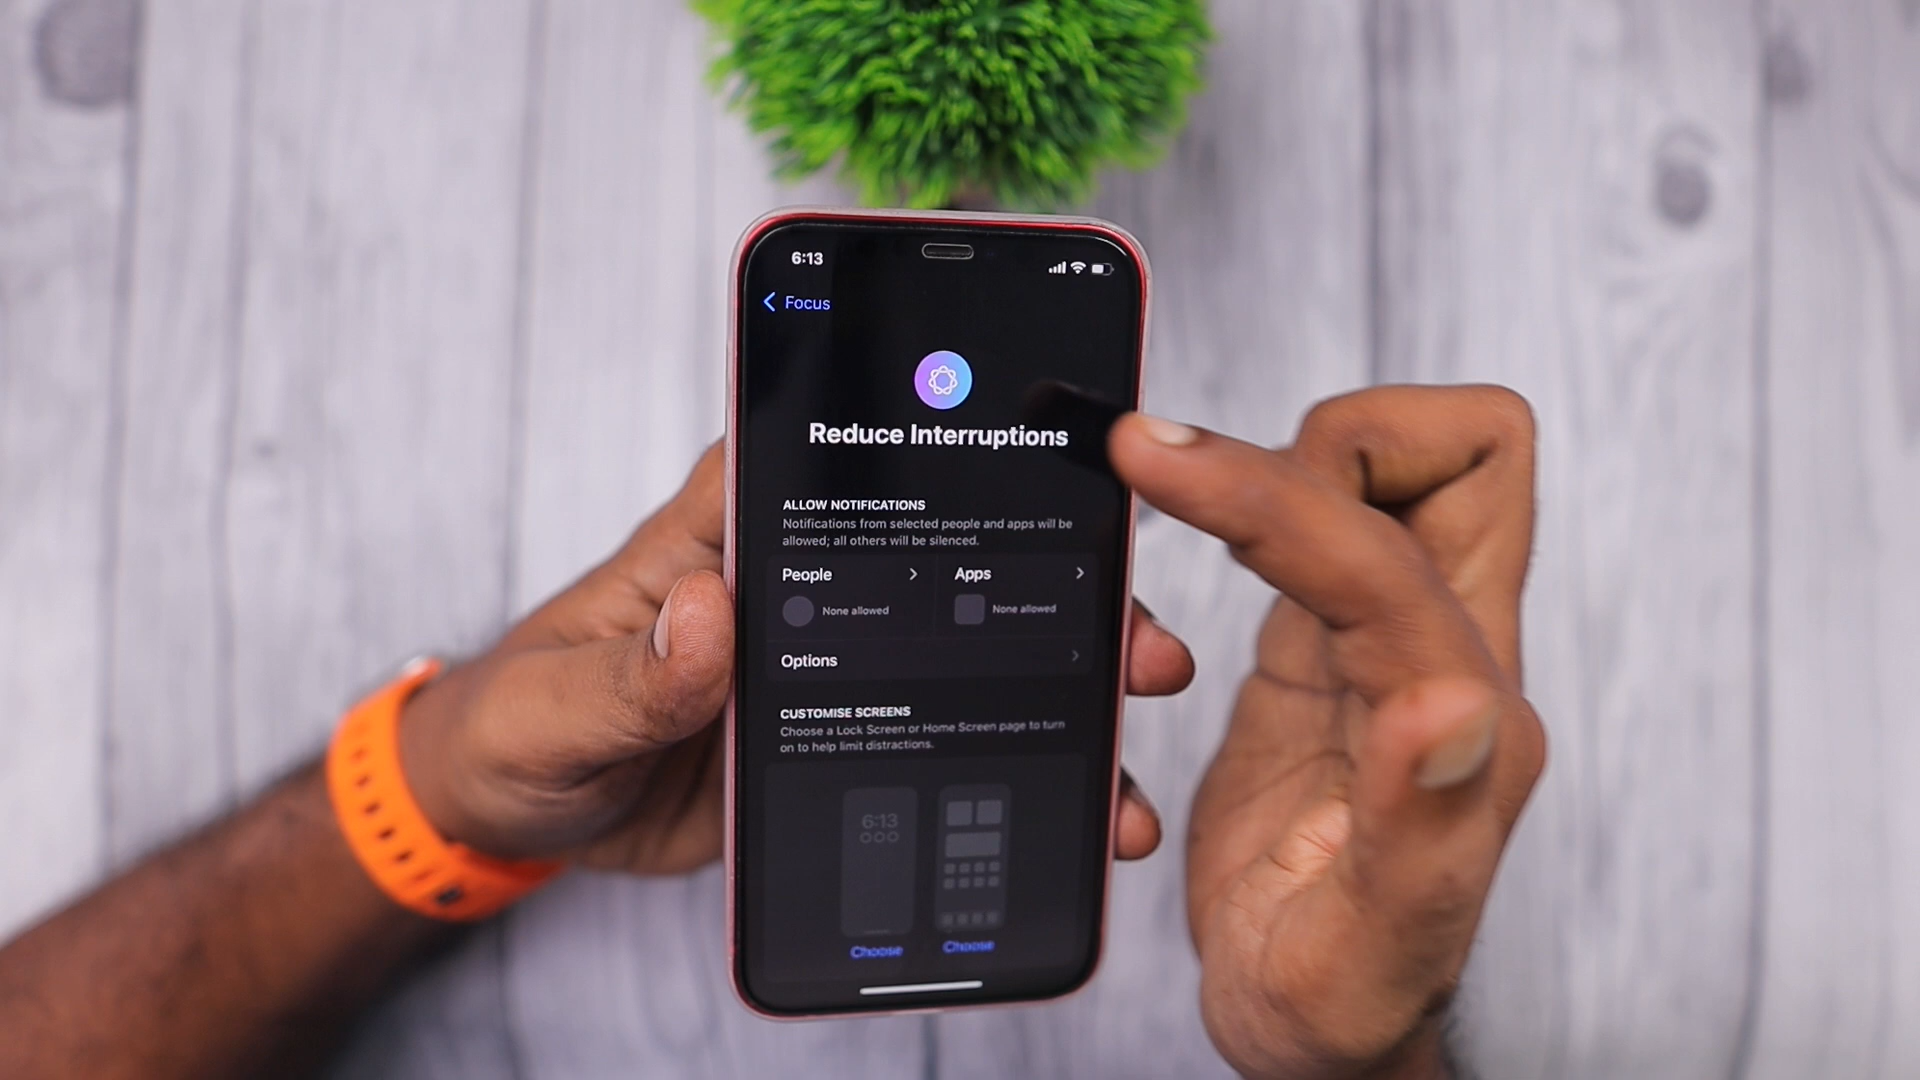 6:13
Focus
Reduce Interruptions
ALLOW NOTIFICATIONS
Notifications from selected people and apps will be
allowed; all others will be silenced.
People
Apps
None allowed
None allowed
Options
CUSTOMISE SCREENS
Choose a Lock Screen or Home Screen page to turn
on to help limit distractions.
6:13
Choose
Choose